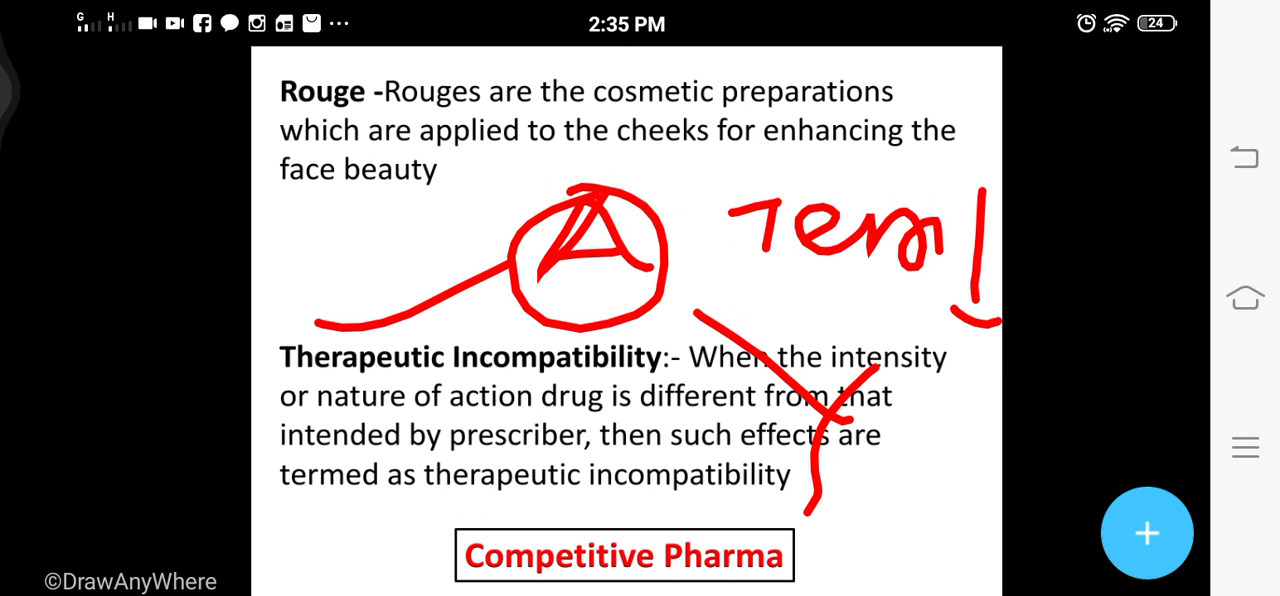 G H 2:35 PM 24
Rouge -Rouges are the cosmetic preparations
which are applied to the cheeks for enhancing the
face beauty
A
Therapeutic Incompatibility:- When the intensity
or nature of action drug is different from that
intended by prescriber, then such effects are
termed as therapeutic incompatibility
Competitive Pharma
©DrawAnyWhere